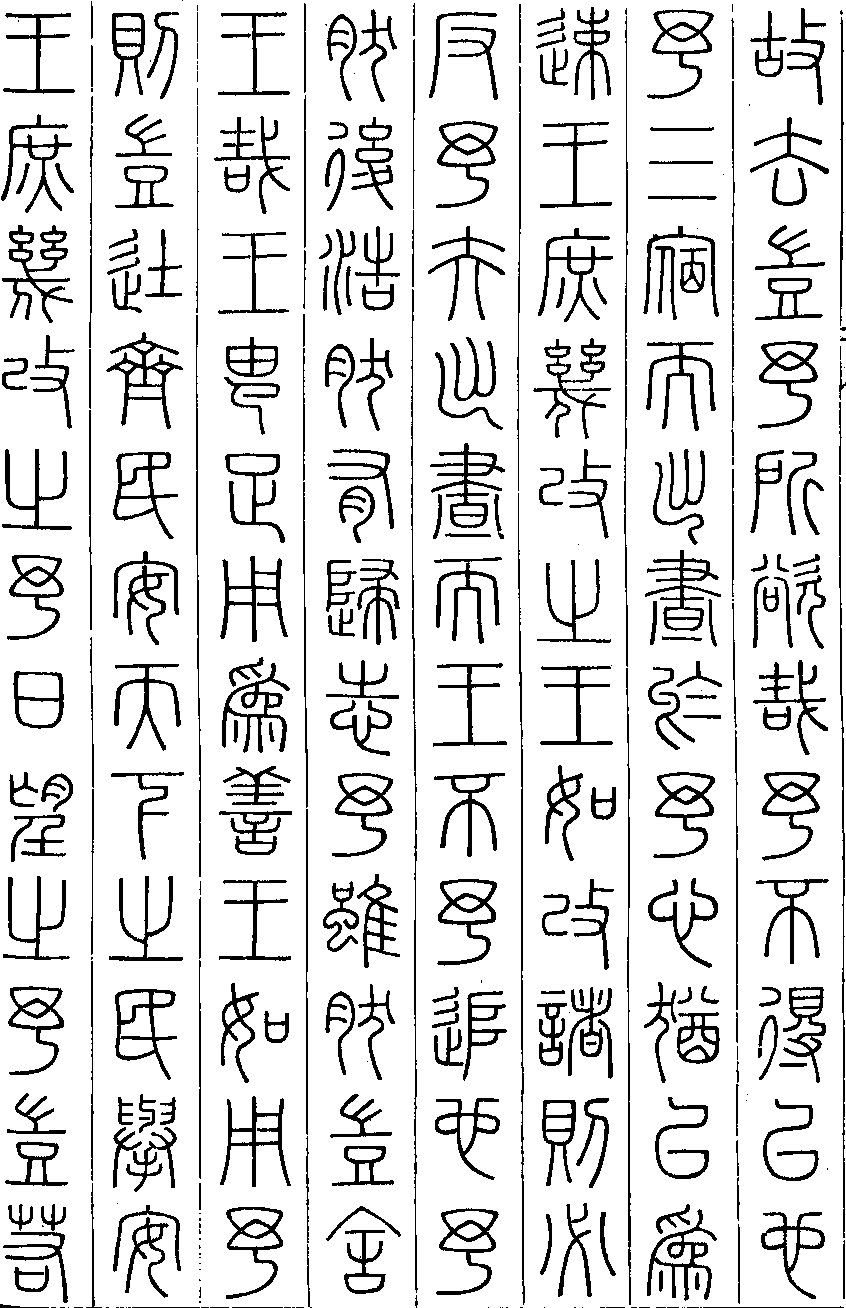 故去豈予所欲哉予不得已也
予三宿而出晝於予心猶以為
速王庶幾改之王如改諸則必
反予夫出晝而王不予追也予
然後浩然有歸志予雖然豈舍
王哉王由足用為善王如用予
則豈徒齊民安天下之民舉安
王庶幾改之予日望之予豈若